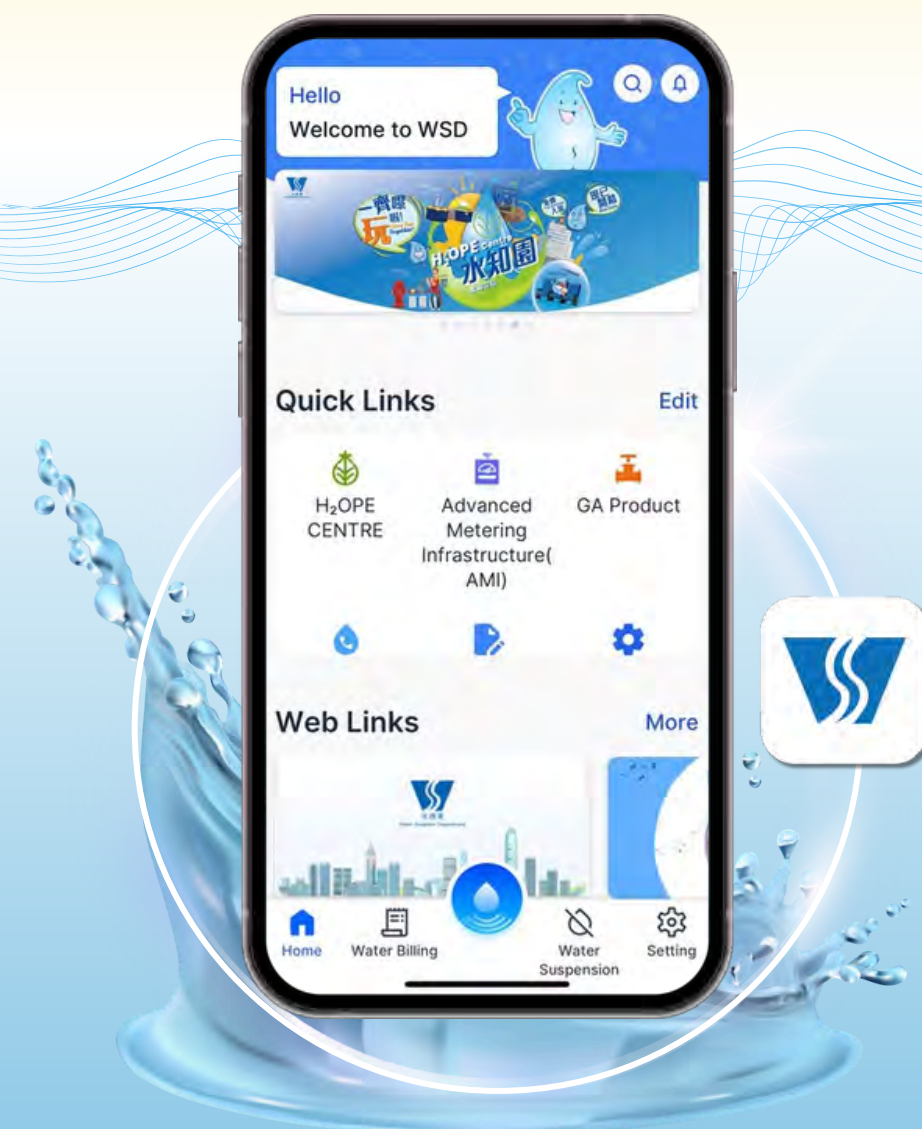 Hello
Welcome to WSD
一齊嚟
玩啦!
H₂OPE Centre
水知園
Quick Links
Edit
H₂OPE
CENTRE
Advanced
Metering
Infrastructure(
AMI)
GA Product
Web Links
More
Home
Water Billing
Water
Suspension
Setting